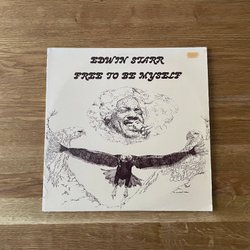 EDWIN STARR
FREE TO BE MYSELF